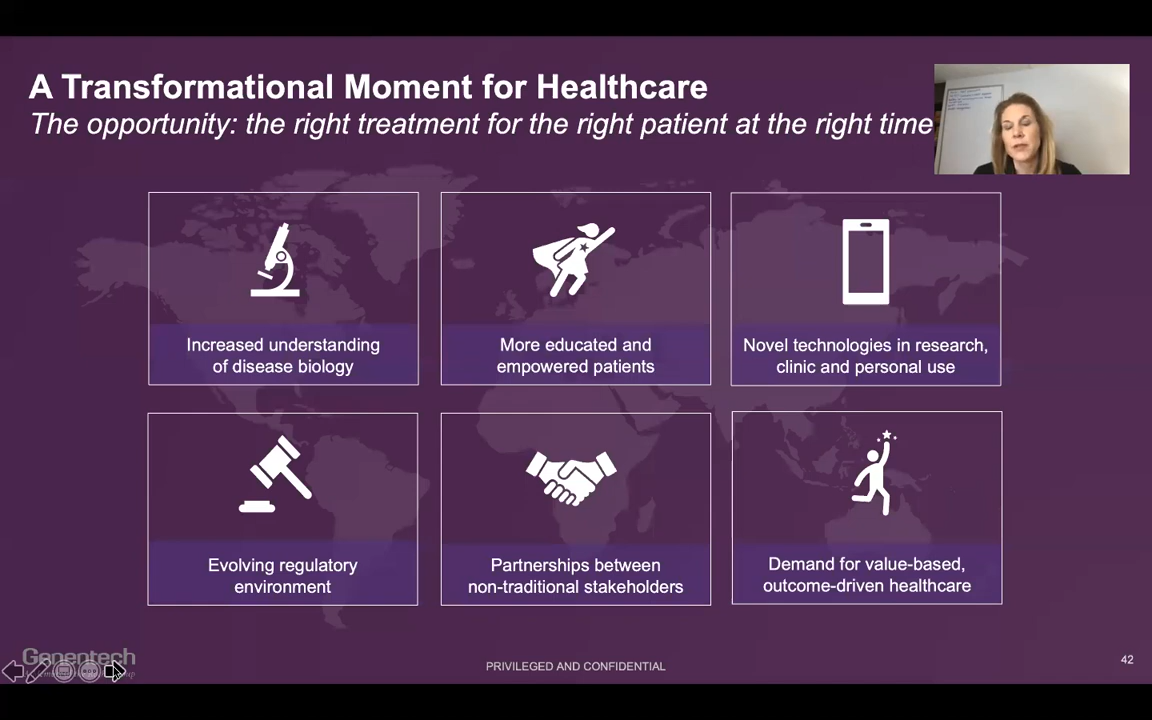 A Transformational Moment for Healthcare
The opportunity: the right treatment for the right patient at the right time
Increased understanding
of disease biology
More educated and
empowered patients
Novel technologies in research,
clinic and personal use
Evolving regulatory
environment
Partnerships between
non-traditional stakeholders
Demand for value-based,
outcome-driven healthcare
Genentech
PRIVILEGED AND CONFIDENTIAL
42